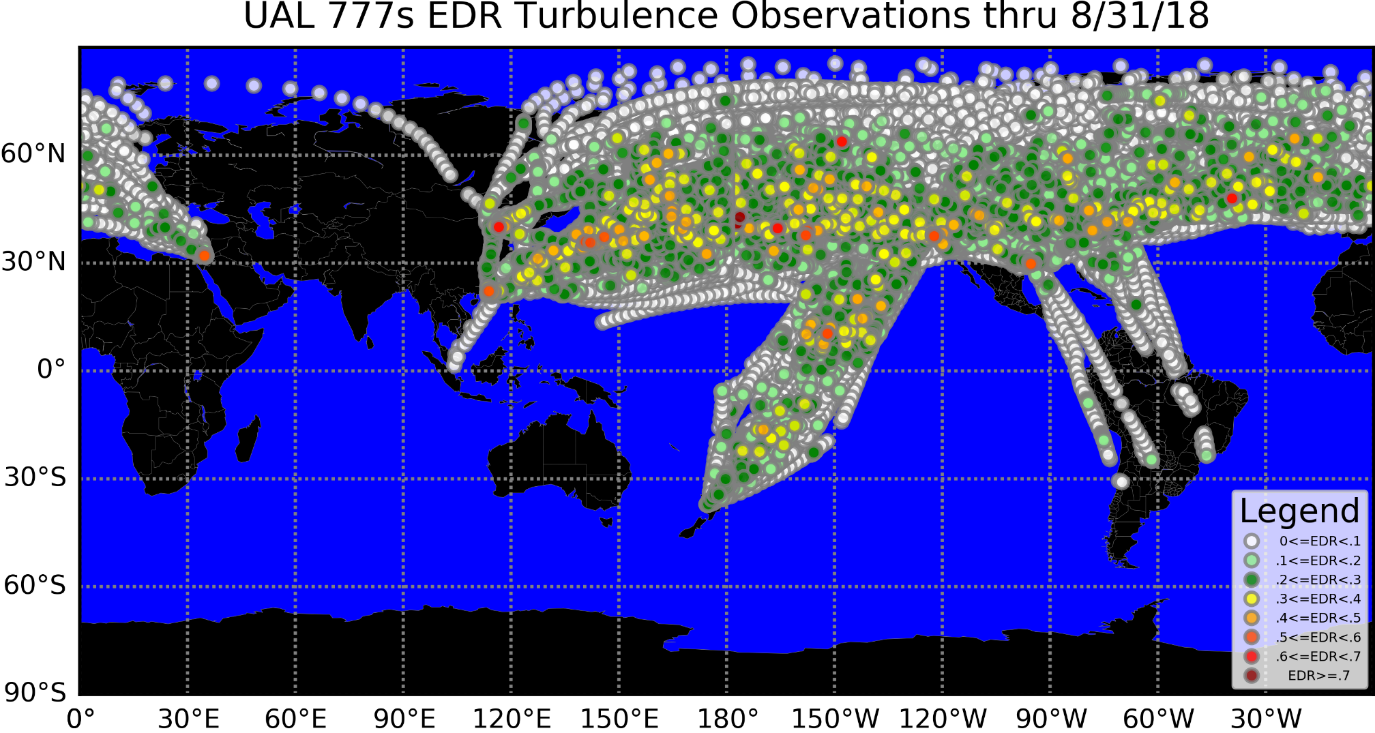 UAL 777s EDR Turbulence Observations thru 8/31/18
60°N
30°N
0°
30°S
60°S
90°S
0° 30°E 60°E 90°E 120°E 150°E 180° 150°W 120°W 90°W 60°W 30°W
Legend
0<=EDR<.1
.1<=EDR<.2
.2<=EDR<.3
.3<=EDR<.4
.4<=EDR<.5
.5<=EDR<.6
.6<=EDR<.7
EDR>=.7